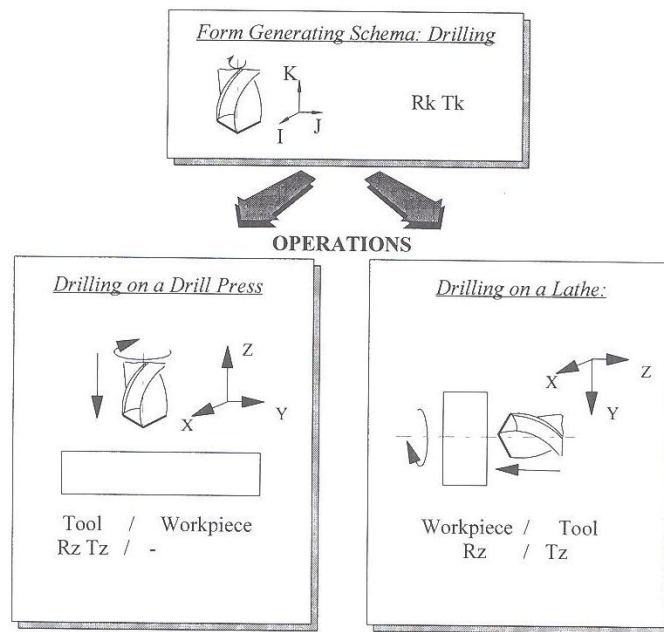 Form Generating Schema: Drilling
K
Rk Tk
I
J
OPERATIONS
Drilling on a Drill Press
Z
X
Y
Tool / Workpiece
Rz Tz / -
Drilling on a Lathe:
X
Z
Y
Workpiece / Tool
Rz / Tz